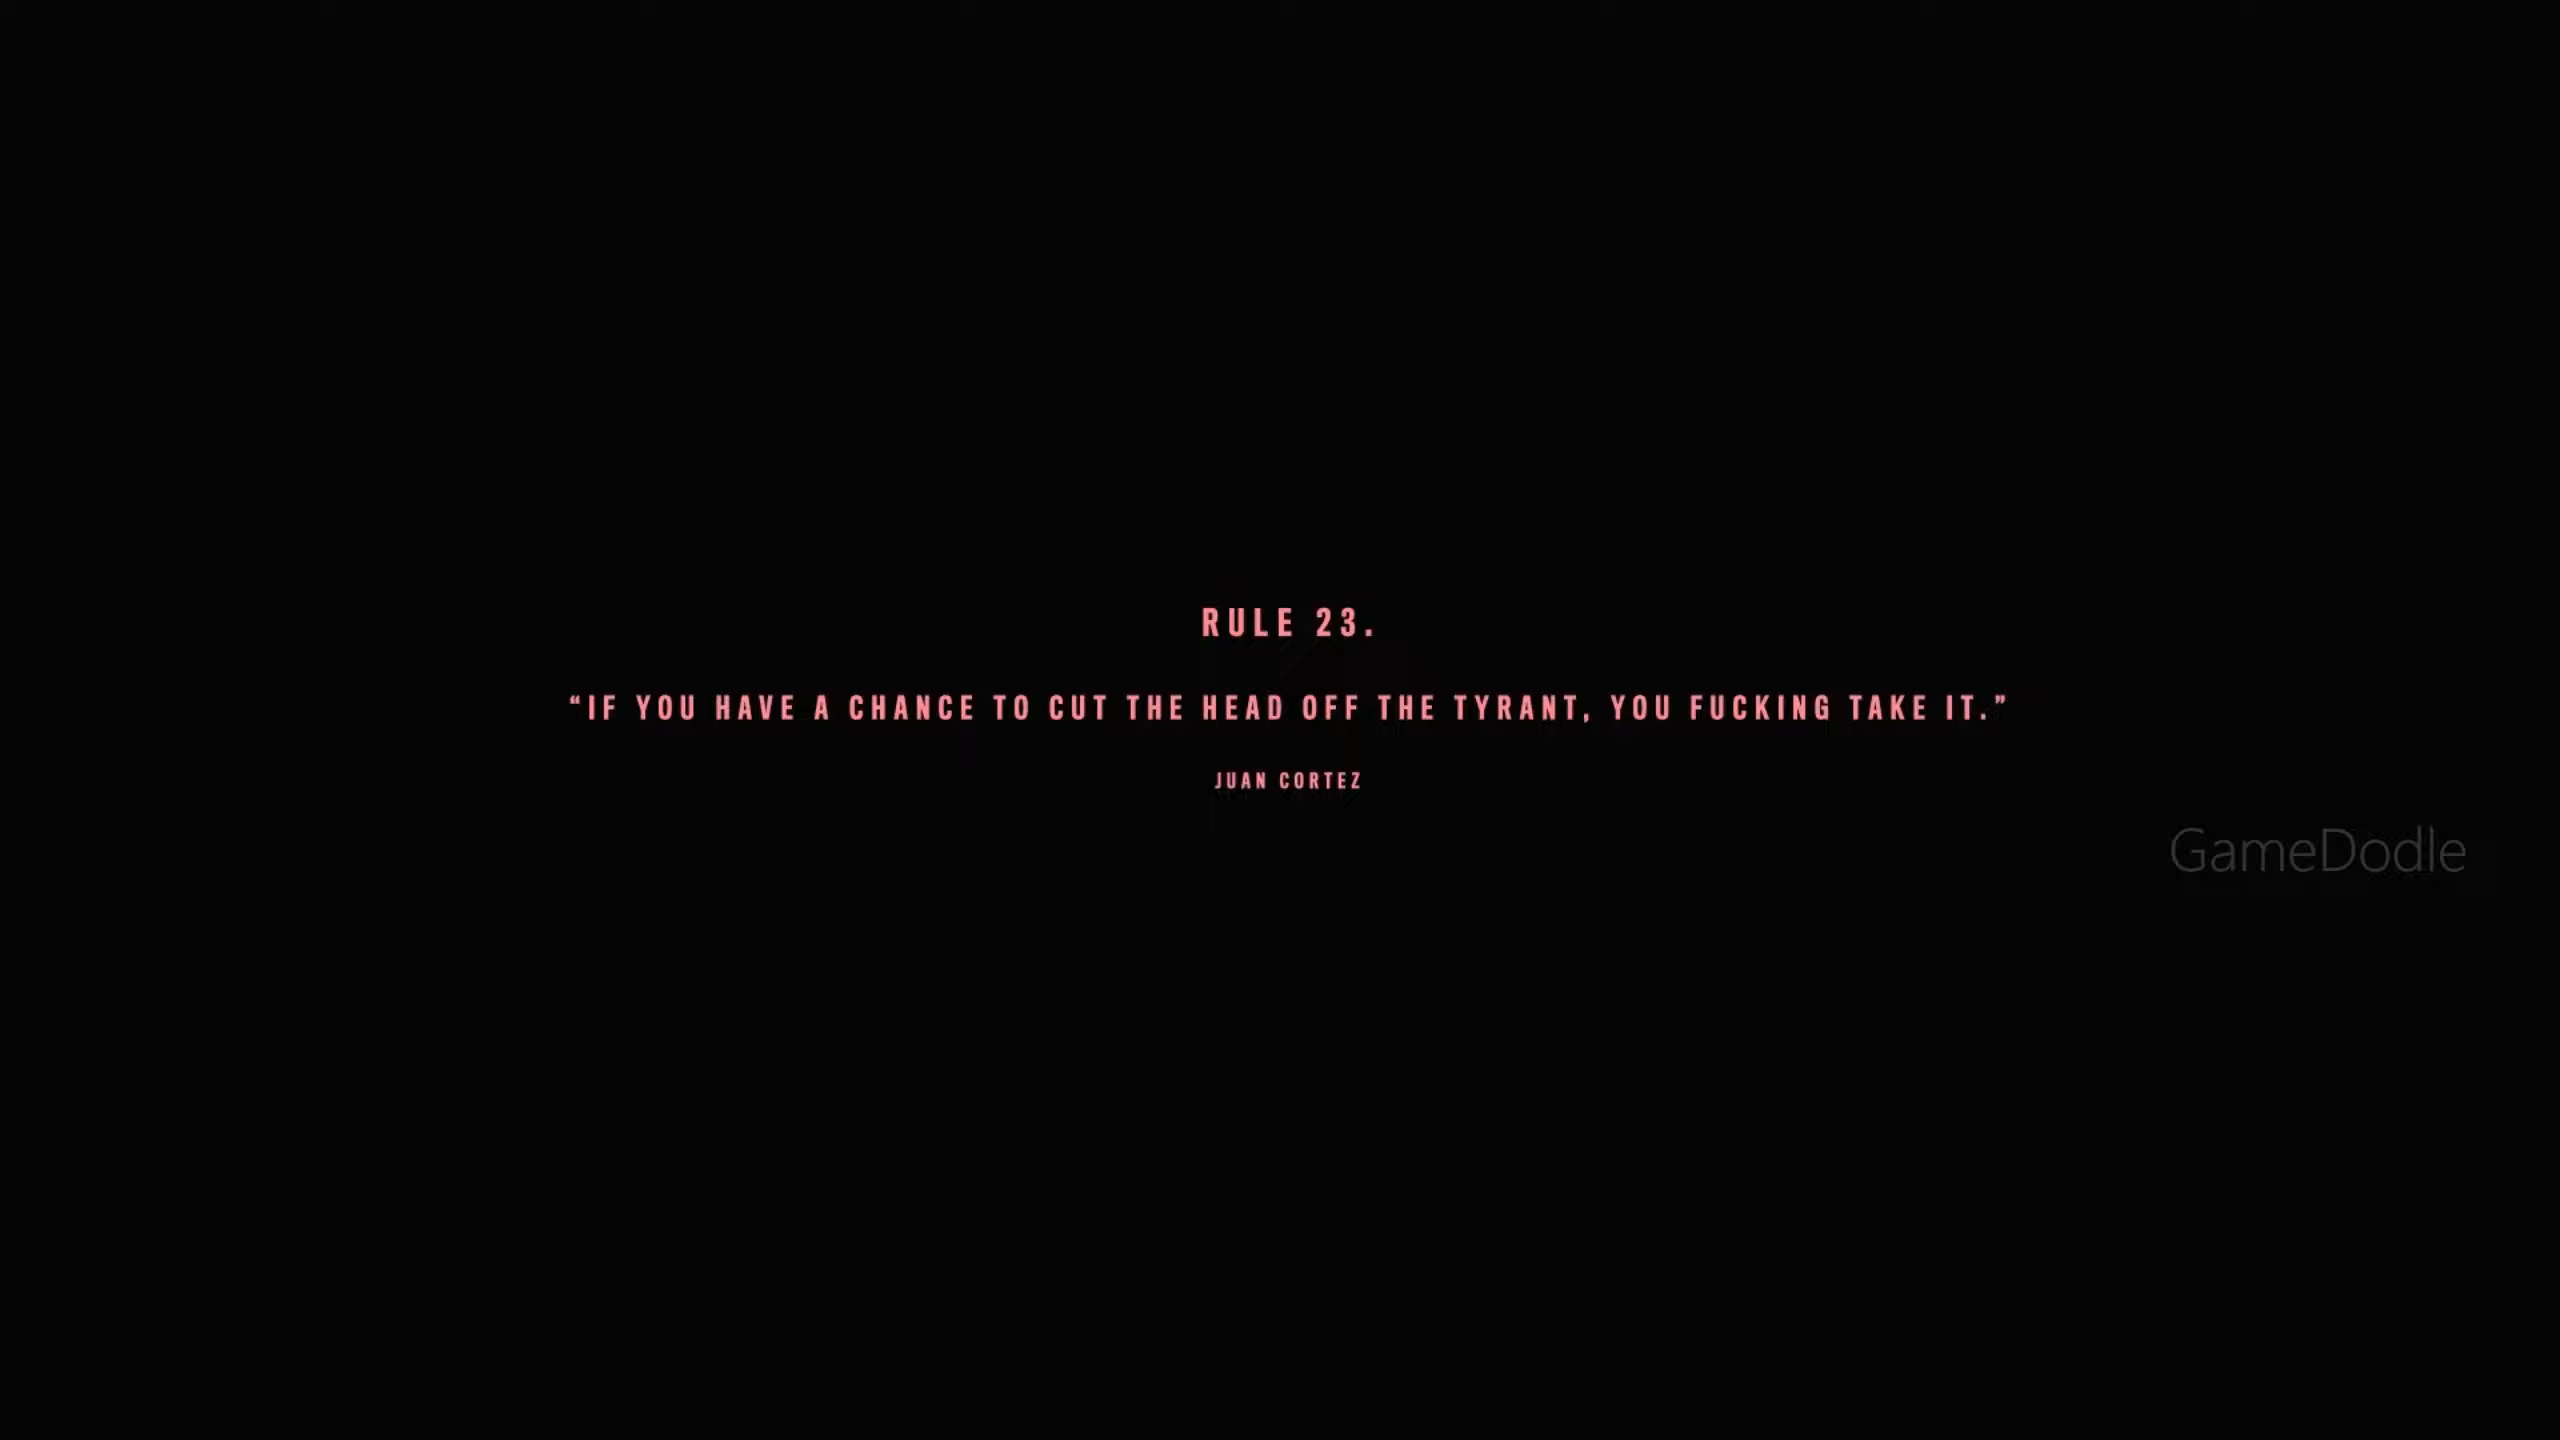 RULE 23.
“IF YOU HAVE A CHANCE TO CUT THE HEAD OFF THE TYRANT, YOU FUCKING TAKE IT.”
JUAN CORTEZ
GameDodle